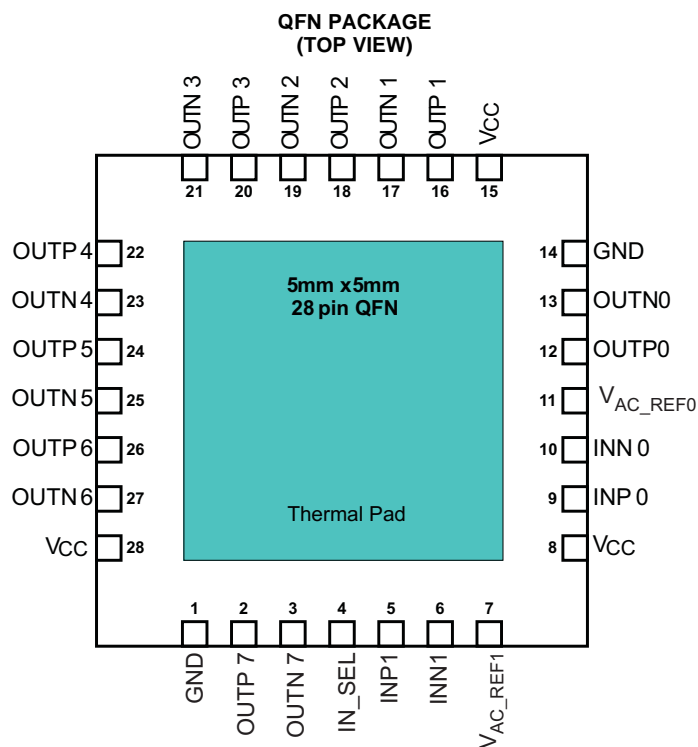 QFN PACKAGE
(TOP VIEW)
OUTN 3
OUTP 3
OUTN 2
OUTP 2
OUTN 1
OUTP 1
VCC
21
20
19
18
17
16
15
OUTP 4
22
OUTN 4
23
OUTP 5
24
OUTN 5
25
OUTP 6
26
OUTN 6
27
VCC
28
5mm x5mm
28 pin QFN
Thermal Pad
14
GND
13
OUTN0
12
OUTP0
11
VAC_REF0
10
INN 0
9
INP 0
8
VCC
1
2
3
4
5
6
7
GND
OUTP 7
OUTN 7
IN_SEL
INP1
INN1
VAC_REF1